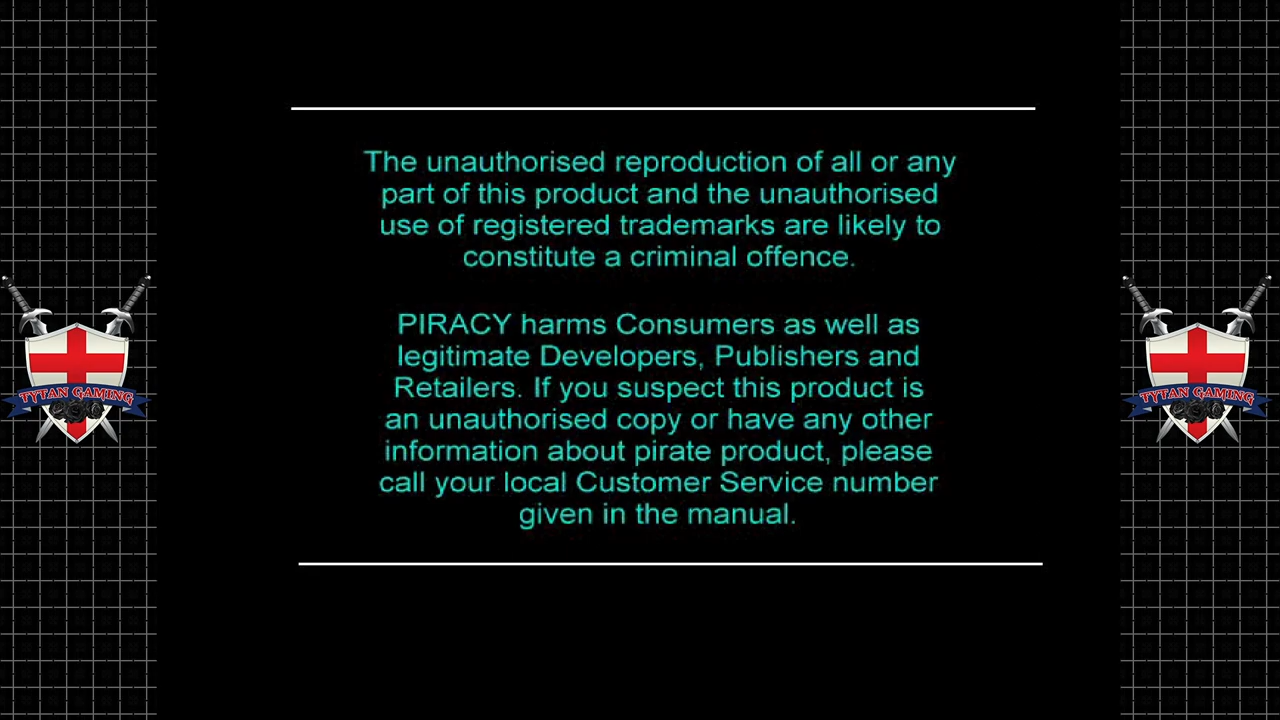 The unauthorised reproduction of all or any
part of this product and the unauthorised
use of registered trademarks are likely to
constitute a criminal offence.
PIRACY harms Consumers as well as
legitimate Developers, Publishers and
Retailers. If you suspect this product is
an unauthorised copy or have any other
information about pirate product, please
call your local Customer Service number
given in the manual.
TYTAN GAMING
TYTAN GAMING